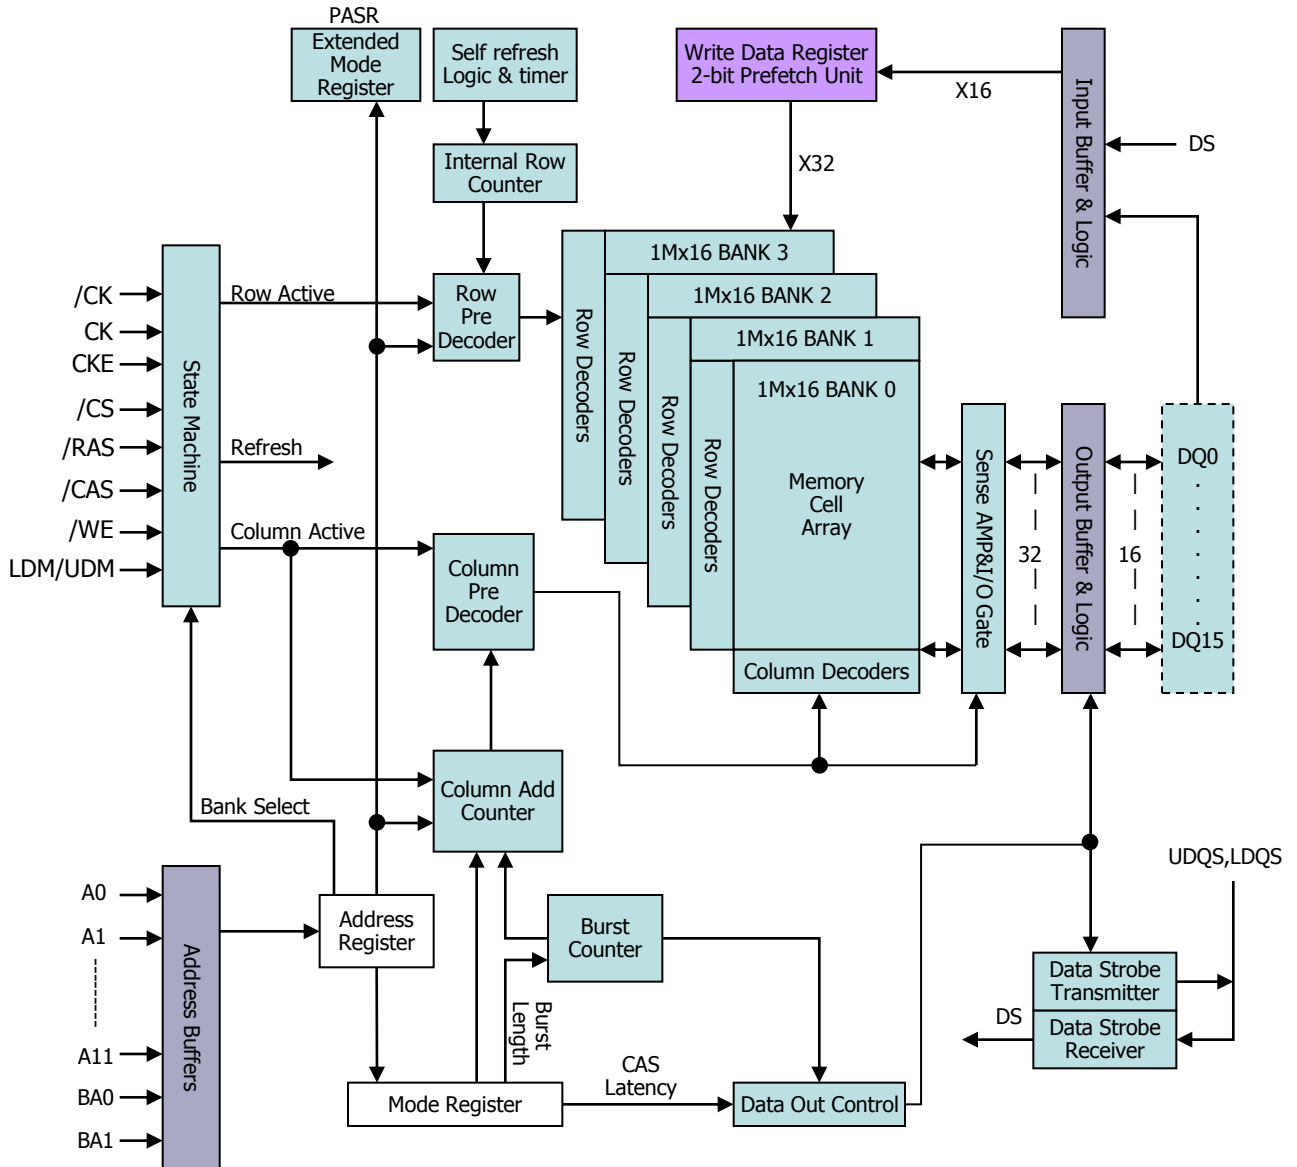 PASR
Extended
Mode
Register
Self refresh
Logic & timer
Write Data Register
2-bit Prefetch Unit
X16
Input Buffer & Logic
DS
Internal Row
Counter
X32
1Mx16 BANK 3
1Mx16 BANK 2
1Mx16 BANK 1
1Mx16 BANK 0
Row Decoders
Row Decoders
Row Decoders
Row Decoders
Memory
Cell
Array
Column Decoders
/CK
CK
CKE
/CS
/RAS
/CAS
/WE
LDM/UDM
State Machine
Row Active
Refresh
Column Active
Row
Pre
Decoder
Column
Pre
Decoder
Sense AMP&I/O Gate
32
Output Buffer & Logic
16
DQ0
DQ15
Bank Select
Column Add
Counter
A0
A1
A11
BA0
BA1
Address Buffers
Address
Register
Burst
Counter
Burst
Length
Mode Register
CAS
Latency
Data Out Control
UDQS,LDQS
Data Strobe
Transmitter
DS
Data Strobe
Receiver